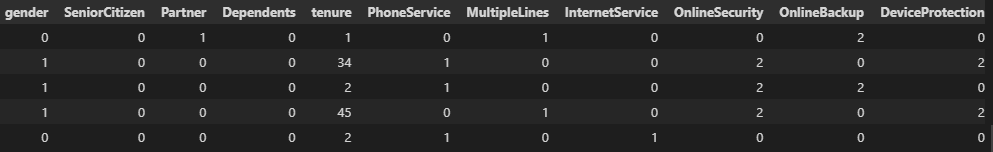 gender SeniorCitizen Partner Dependents tenure PhoneService MultipleLines InternetService OnlineSecurity OnlineBackup DeviceProtection
0 0 1 0 1 0 1 0 0 2 0
1 0 0 0 34 1 0 0 2 0 2
1 0 0 0 2 1 0 0 2 2 0
1 0 0 0 45 0 1 0 2 0 2
0 0 0 0 2 1 0 1 0 0 0